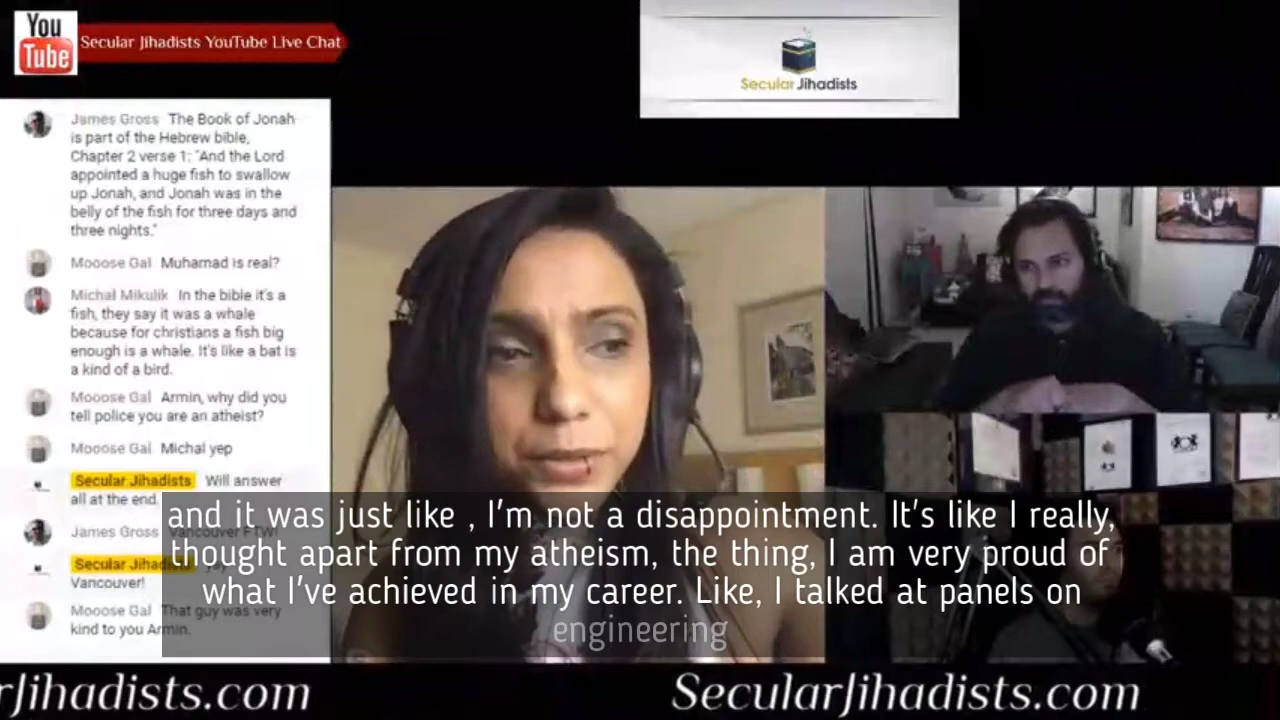 You
Tube
Secular Jihadists YouTube Live Chat
Secular Jihadists
James Gross The Book of Jonah
is part of the Hebrew bible,
Chapter 2 verse 1: "And the Lord
appointed a huge fish to swallow
up Jonah, and Jonah was in the
belly of the fish for three days and
three nights."
Mooose Gal Muhamad is real?
Michal Mikulik In the bible it's a
fish, they say it was a whale
because for christians a fish big
enough is a whale. It's like a bat is
a kind of a bird.
Mooose Gal Armin, why did you
tell police you are an atheist?
Mooose Gal Michal yep
Secular Jihadists Will answer
all at the end.
James Gross Vancouver FTW!
Secular Jihadists
Vancouver!
Mooose Gal That guy was very
kind to you Armin.
and it was just like , I'm not a disappointment. It's like I really,
thought apart from my atheism, the thing, I am very proud of
what I've achieved in my career. Like, I talked at panels on
engineering
rJihadists.com
SecularJihadists.com